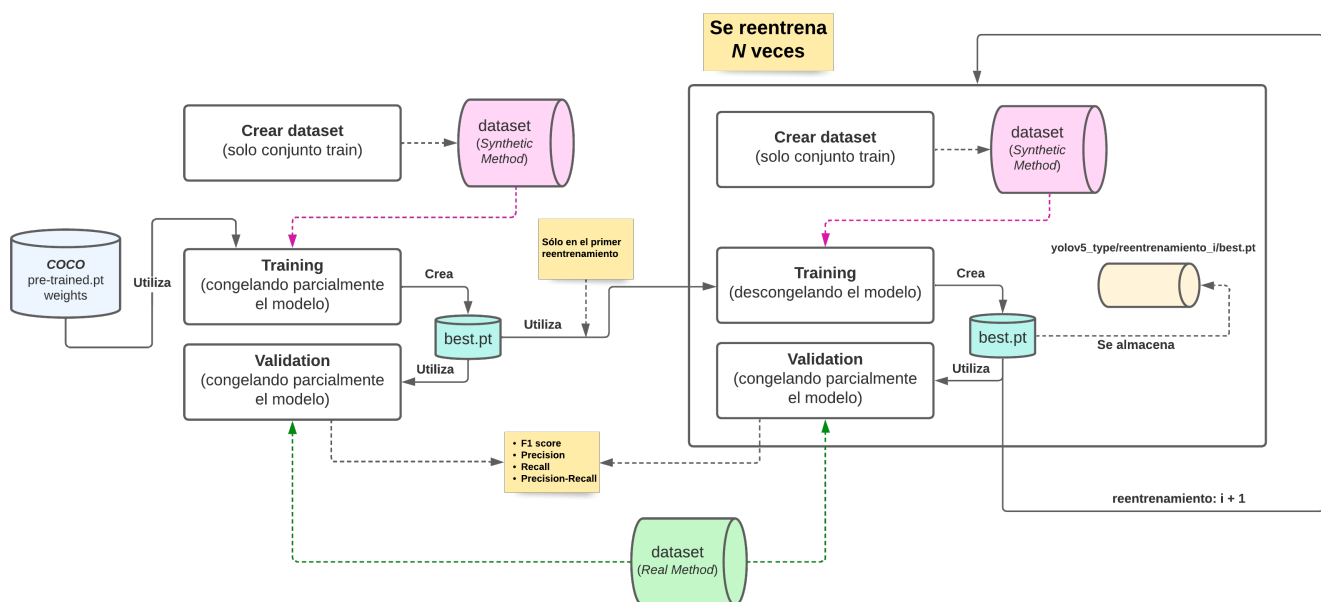 Se reentrena
N veces
Crear dataset
(solo conjunto train)
dataset
(Synthetic
Method)
Crear dataset
(solo conjunto train)
dataset
(Synthetic
Method)
COCO
pre-trained.pt
weights
Utiliza
Training
(congelando parcialmente
el modelo)
Crea
best.pt
Utiliza
Validation
(congelando parcialmente
el modelo)
Sólo en el primer
reentrenamiento
Utiliza
Training
(descongelando el modelo)
Crea
best.pt
yolov5_type/reentrenamiento_i/best.pt
Se almacena
Utiliza
Validation
(congelando parcialmente
el modelo)
• F1 score
• Precision
• Recall
• Precision-Recall
reentrenamiento: i + 1
dataset
(Real Method)